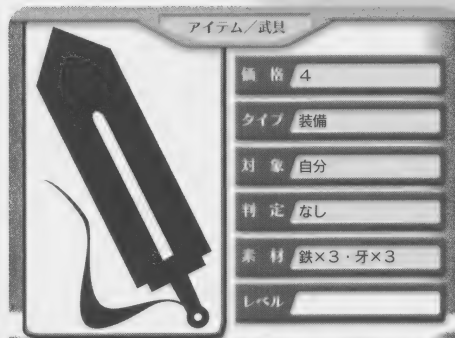 アイテム／武具
価格 4
タイプ 装備
対象 自分
判定 なし
素材 鉄×3・牙×3
レベル